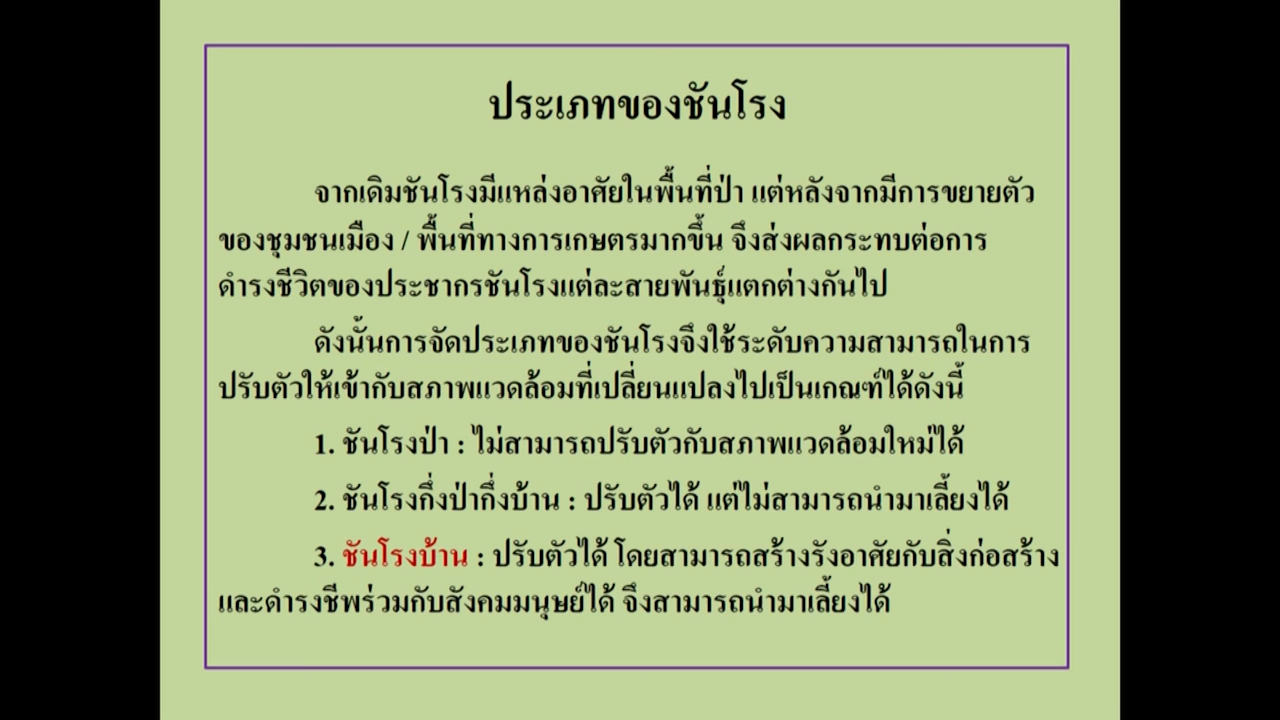 ประเภทของชันโรง
จากเดิมชันโรงมีแหล่งอาศัยในพื้นที่ป่า แต่หลังจากมีการขยายตัว
ของชุมชนเมือง / พื้นที่ทางการเกษตรมากขึ้น จึงส่งผลกระทบต่อการ
ดำรงชีวิตของประชากรชันโรงแต่ละสายพันธุ์แตกต่างกันไป
ดังนั้นการจัดประเภทของชันโรงจึงใช้ระดับความสามารถในการ
ปรับตัวให้เข้ากับสภาพแวดล้อมที่เปลี่ยนแปลงไปเป็นเกณฑ์ได้ดังนี้
1. ชันโรงป่า : ไม่สามารถปรับตัวกับสภาพแวดล้อมใหม่ได้
2. ชันโรงกึ่งป่ากึ่งบ้าน : ปรับตัวได้ แต่ไม่สามารถนำมาเลี้ยงได้
3. ชันโรงบ้าน : ปรับตัวได้ โดยสามารถสร้างรังอาศัยกับสิ่งก่อสร้าง
และดำรงชีพร่วมกับสังคมมนุษย์ได้ จึงสามารถนำมาเลี้ยงได้